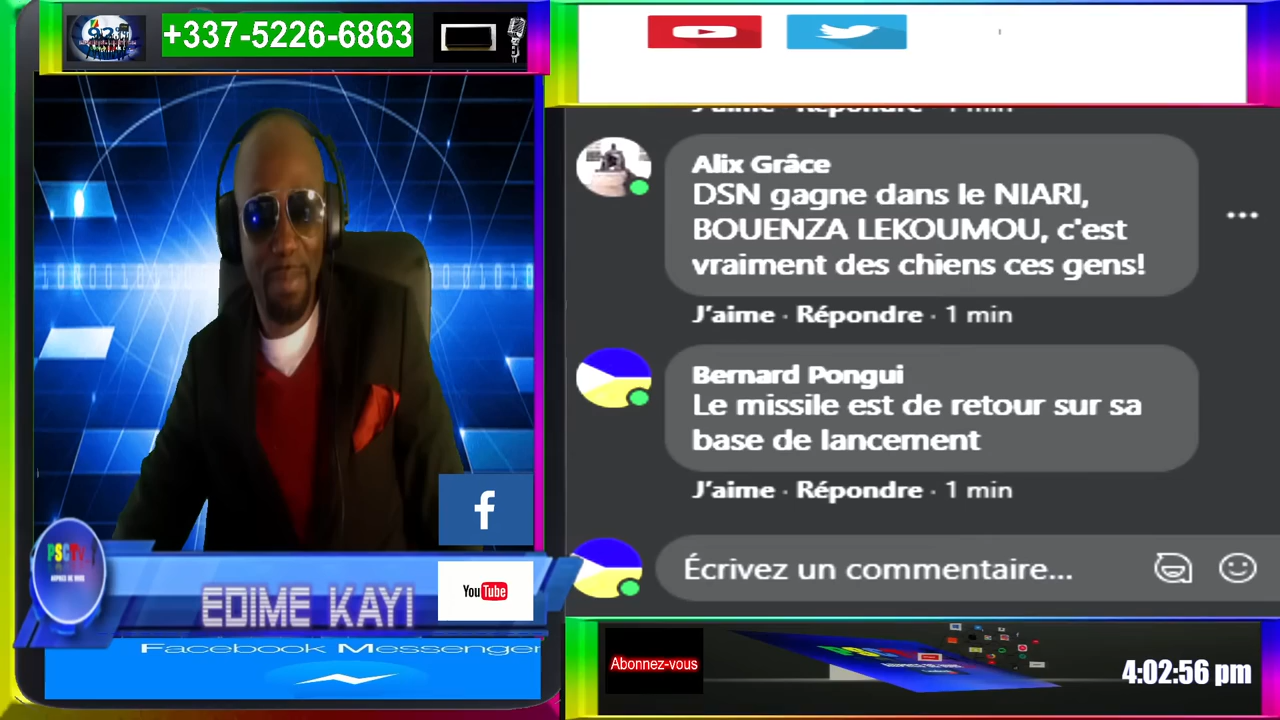 +337-5226-6863
J'aime · Répondre · 1 min
Alix Grâce
DSN gagne dans le NIARI,
BOUENZA LEKOUMOU, c'est
vraiment des chiens ces gens!
J'aime · Répondre · 1 min
Bernard Pongui
Le missile est de retour sur sa
base de lancement
J'aime · Répondre · 1 min
Écrivez un commentaire...
PSCTV
EDIME KAYI
YouTube
Facebook Messenger
Abonnez-vous
4:02:56 pm